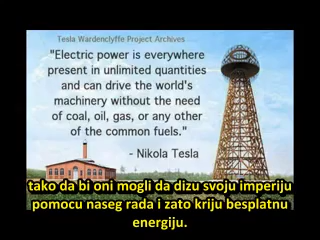 Tesla Wardenclyffe Project Archives
"Electric power is everywhere
present in unlimited quantities
and can drive the world's
machinery without the need
of coal, oil, gas, or any other
of the common fuels."
- Nikola Tesla
tako da bi oni mogli da dizu svoju imperiju
pomocu naseg rada i zato kriju besplatnu
energiju.